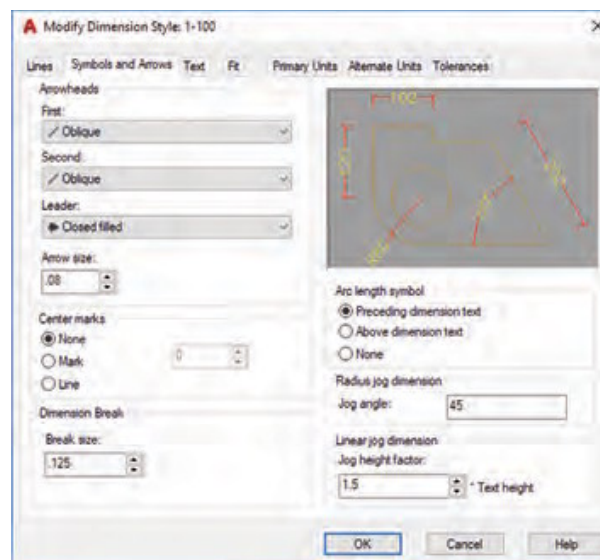 A Modify Dimension Style: 1-100
Lines Symbols and Arrows Text Fit Primary Units Alternate Units Tolerances
Arrowheads
First:
Oblique
Second:
Oblique
Leader:
Closed filled
Arrow size:
.08
Center marks
None
Mark
Line
0
Dimension Break
Break size:
.125
Arc length symbol
Preceding dimension text
Above dimension text
None
Radius jog dimension
Jog angle: 45
Linear jog dimension
Jog height factor:
1.5 * Text height
OK Cancel Help